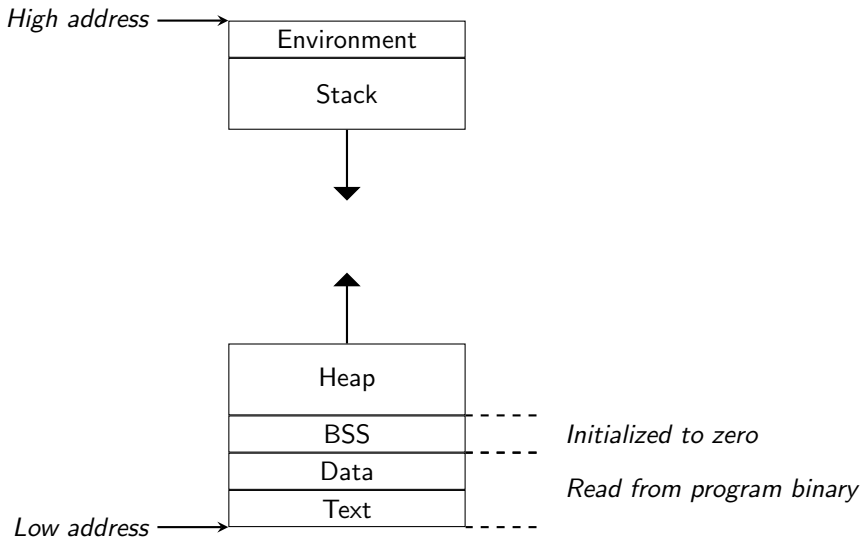 High address
Environment
Stack
Heap
BSS
Initialized to zero
Data
Read from program binary
Text
Low address